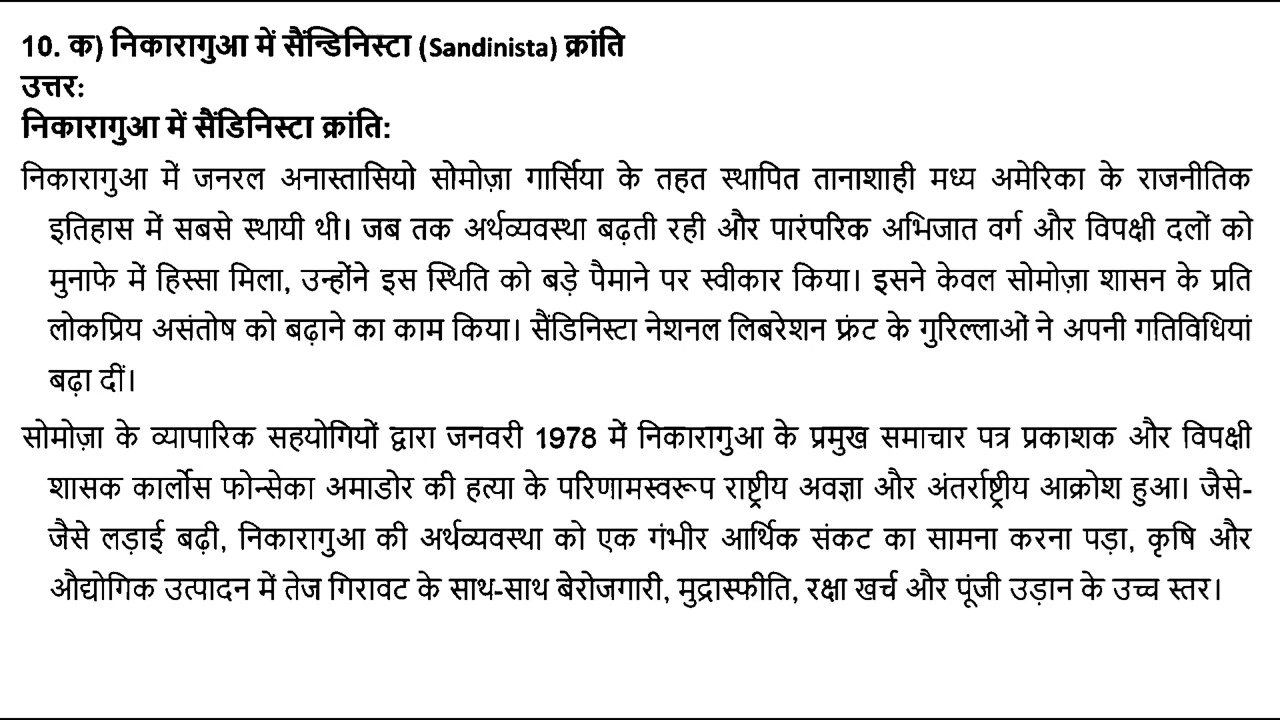 10. क) निकारागुआ में सैंन्डिनिस्टा (Sandinista) क्रांति
उत्तरः
निकारागुआ में सैंडिनिस्टा क्रांति:
निकारागुआ में जनरल अनास्तासियो सोमोज़ा गार्सिया के तहत स्थापित तानाशाही मध्य अमेरिका के राजनीतिक
इतिहास में सबसे स्थायी थी। जब तक अर्थव्यवस्था बढ़ती रही और पारंपरिक अभिजात वर्ग और विपक्षी दलों को
मुनाफे में हिस्सा मिला, उन्होंने इस स्थिति को बड़े पैमाने पर स्वीकार किया। इसने केवल सोमोज़ा शासन के प्रति
लोकप्रिय असंतोष को बढ़ाने का काम किया। सैंडिनिस्टा नेशनल लिबरेशन फ्रंट के गुरिल्लाओं ने अपनी गतिविधियां
बढ़ा दीं।
सोमोज़ा के व्यापारिक सहयोगियों द्वारा जनवरी 1978 में निकारागुआ के प्रमुख समाचार पत्र प्रकाशक और विपक्षी
शासक कार्लोस फोन्सेका अमाडोर की हत्या के परिणामस्वरूप राष्ट्रीय अवज्ञा और अंतर्राष्ट्रीय आक्रोश हुआ। जैसे-
जैसे लड़ाई बढ़ी, निकारागुआ की अर्थव्यवस्था को एक गंभीर आर्थिक संकट का सामना करना पड़ा, कृषि और
औद्योगिक उत्पादन में तेज गिरावट के साथ-साथ बेरोजगारी, मुद्रास्फीति, रक्षा खर्च और पूंजी उड़ान के उच्च स्तर।